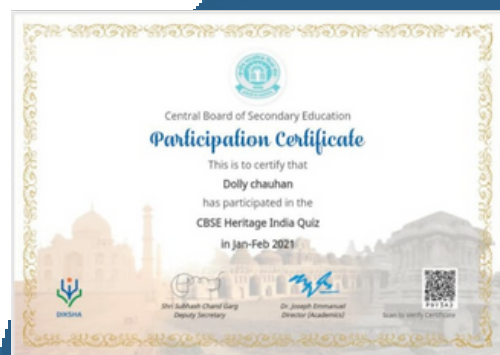 Central Board of Secondary Education
Participation Certificate
This is to certify that
Dolly chauhan
has participated in the
CBSE Heritage India Quiz
in Jan-Feb 2021
DIKSHA
Shri Subhash Chand Garg
Deputy Secretary
Dr. Joseph Emmanuel
Director (Academics)
Scan to Verify Certificate